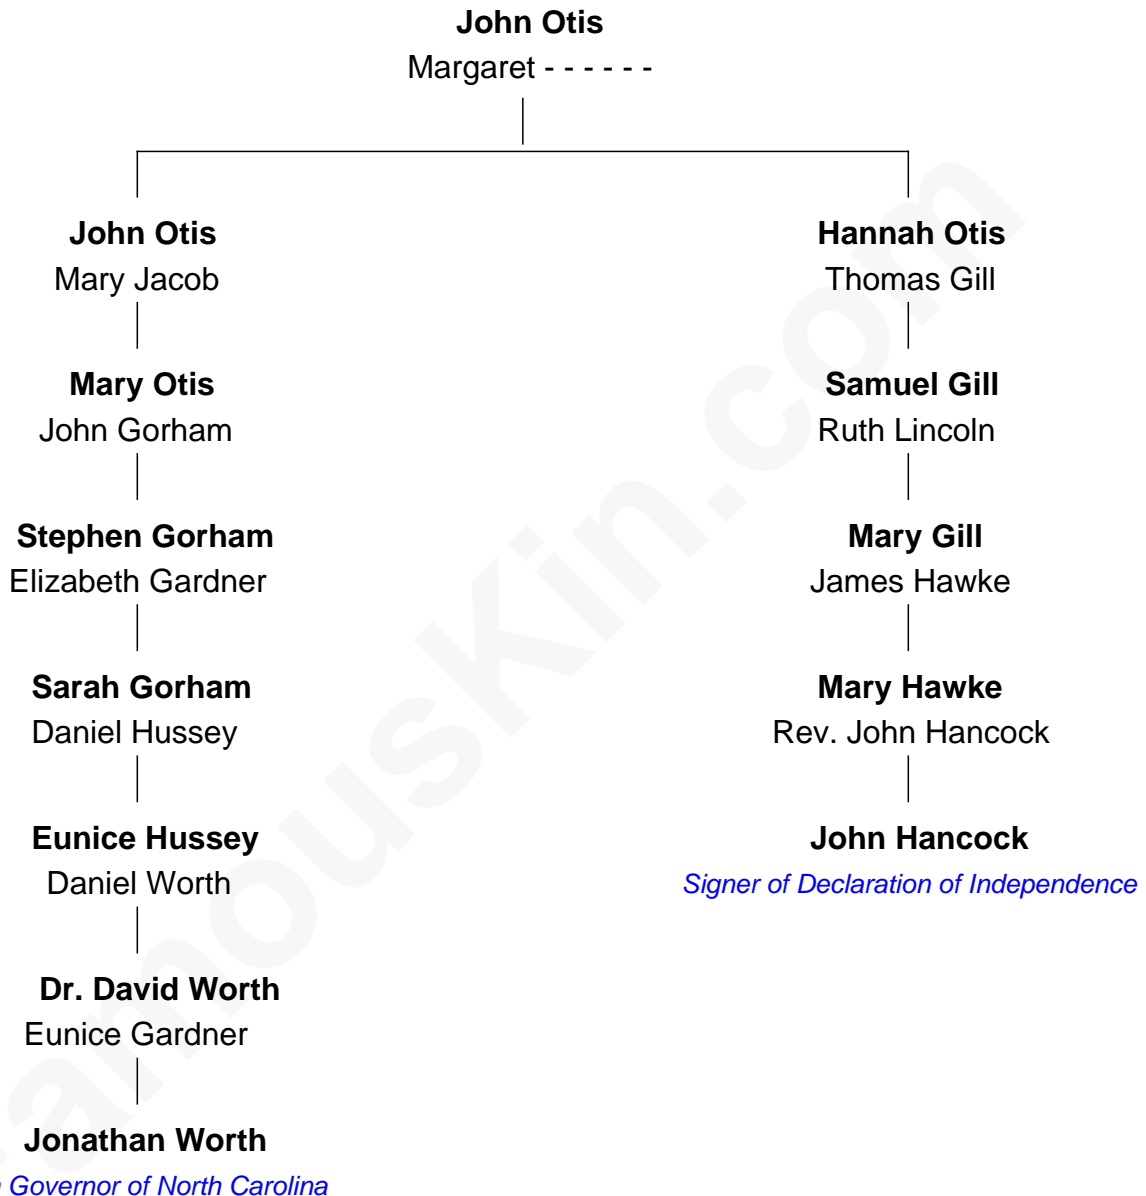 John Otis
Margaret - - - - - -
John Otis
Mary Jacob
Mary Otis
John Gorham
Stephen Gorham
Elizabeth Gardner
Sarah Gorham
Daniel Hussey
Eunice Hussey
Daniel Worth
Dr. David Worth
Eunice Gardner
Jonathan Worth
Governor of North Carolina
Hannah Otis
Thomas Gill
Samuel Gill
Ruth Lincoln
Mary Gill
James Hawke
Mary Hawke
Rev. John Hancock
John Hancock
Signer of Declaration of Independence
FamousKin.com